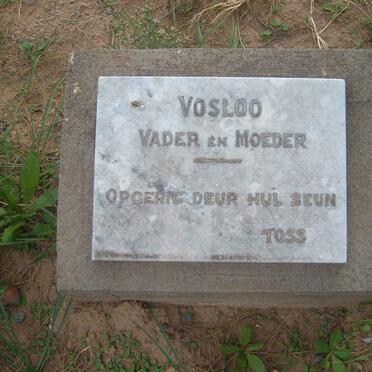 VOSLOO
VADER EN MOEDER
OPGERIG DEUR HUL SEUN
TOSS